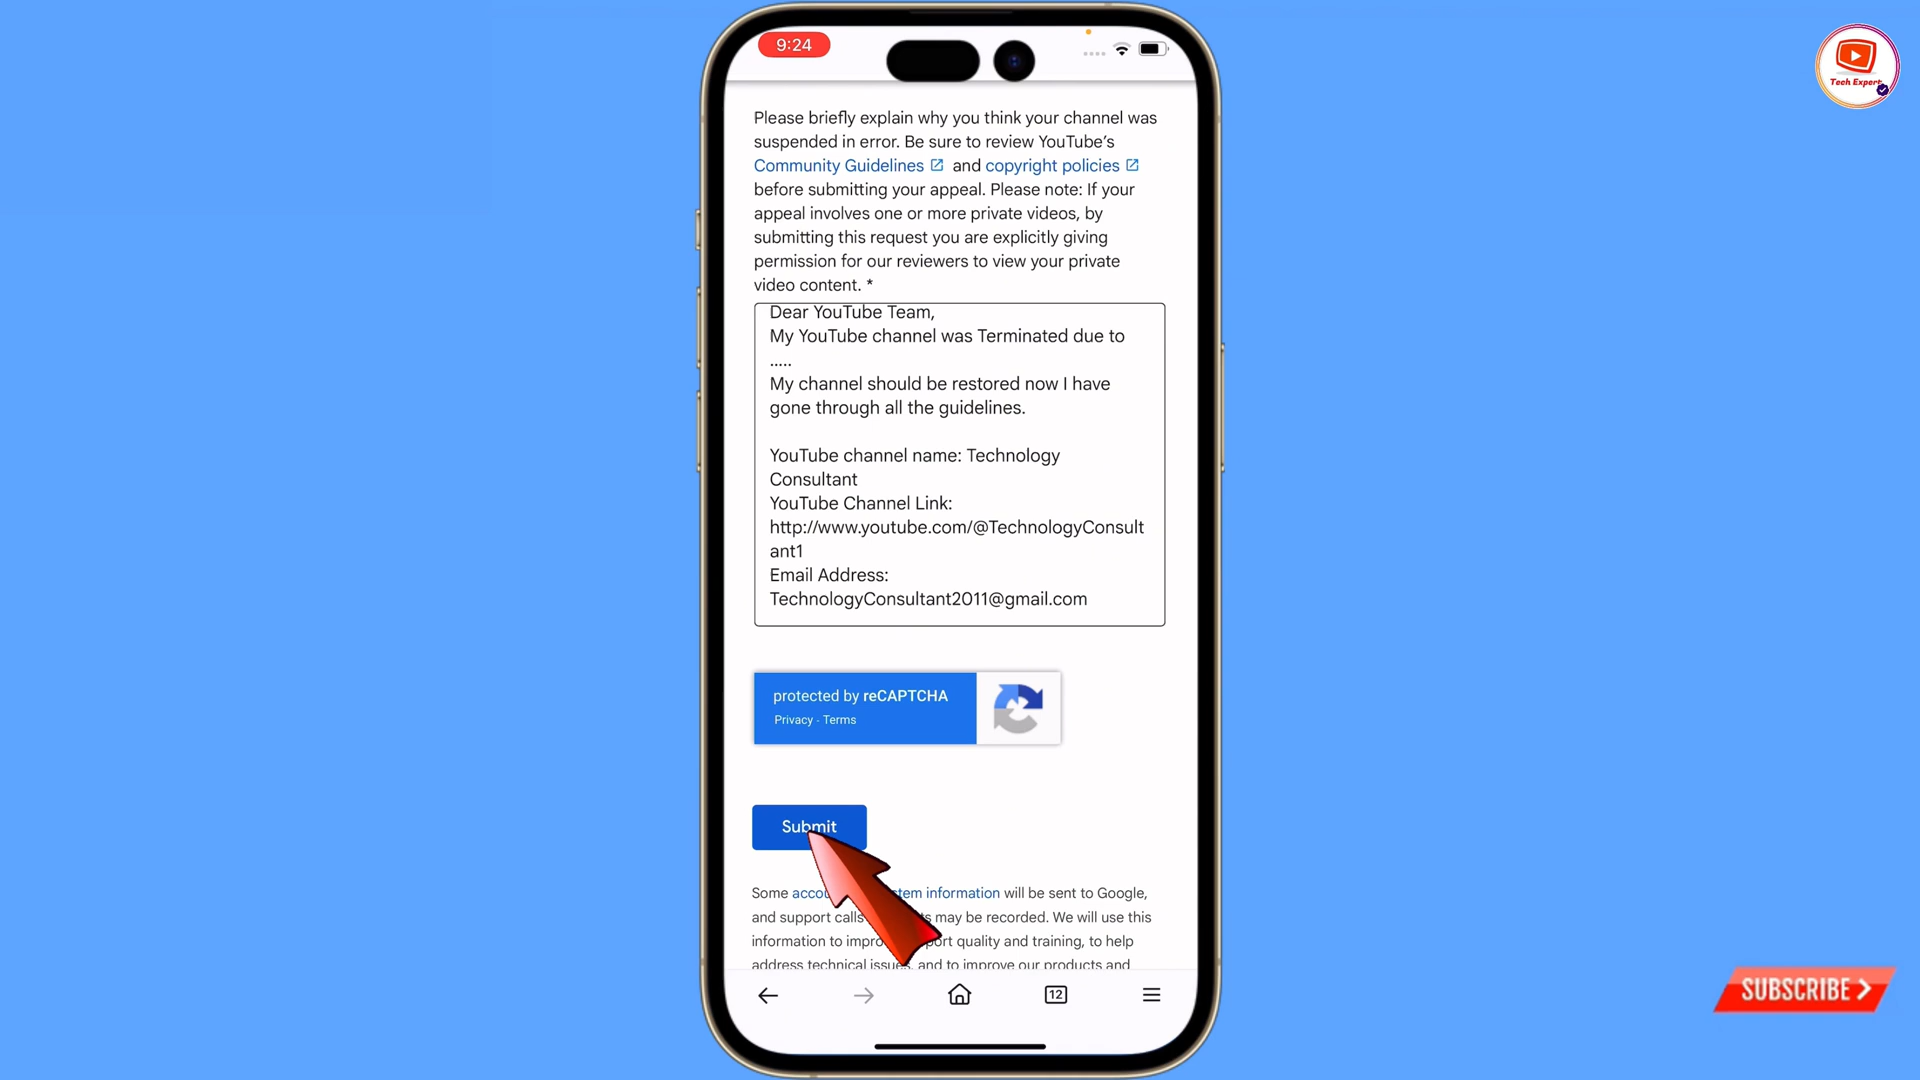 9:24
Tech Expert
Please briefly explain why you think your channel was
suspended in error. Be sure to review YouTube's
Community Guidelines and copyright policies
before submitting your appeal. Please note: If your
appeal involves one or more private videos, by
submitting this request you are explicitly giving
permission for our reviewers to view your private
video content. *
Dear YouTube Team,
My YouTube channel was Terminated due to
.....
My channel should be restored now I have
gone through all the guidelines.
YouTube channel name: Technology
Consultant
YouTube Channel Link:
http://www.youtube.com/@TechnologyConsult
ant1
Email Address:
TechnologyConsultant2011@gmail.com
protected by reCAPTCHA
Privacy - Terms
Submit
Some information will be sent to Google,
and support calls may be recorded. We will use this
information to quality and training, to help
address technical issues, and to improve our products and
12
SUBSCRIBE